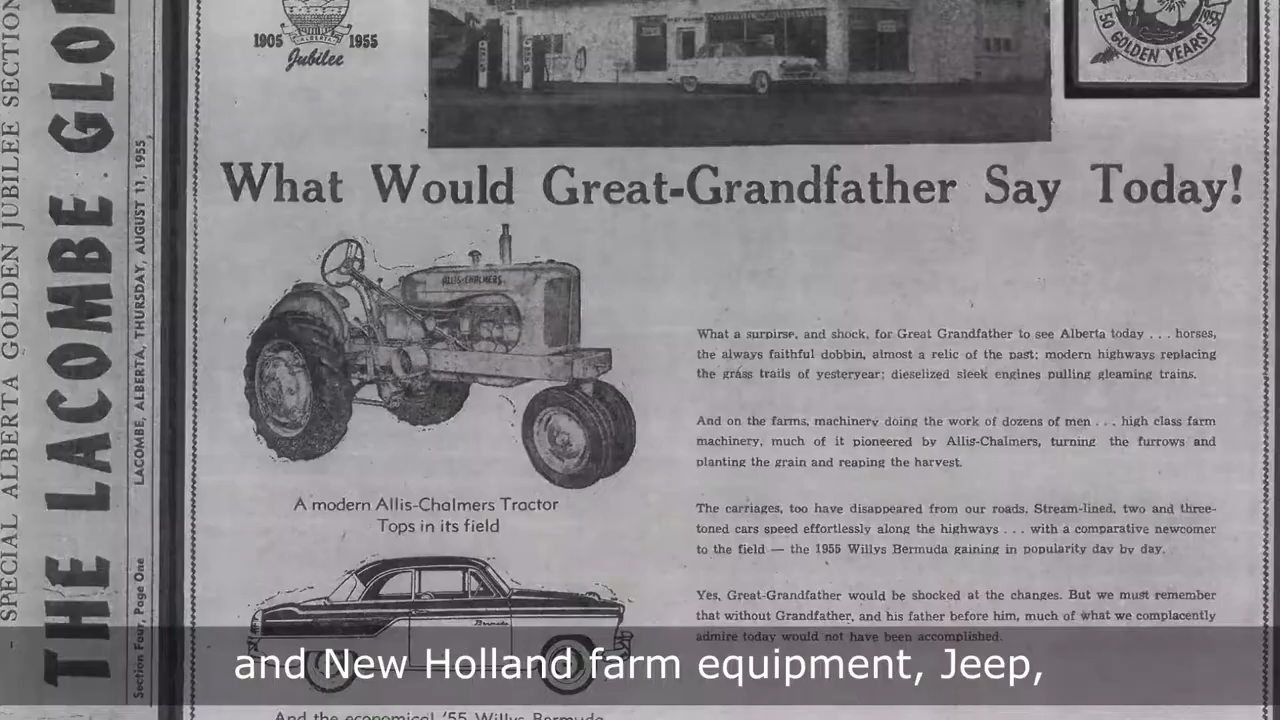 SPECIAL ALBERTA GOLDEN JUBILEE SECTION
THE LACOMBE GLO
LACOMBE, ALBERTA, THURSDAY, AUGUST 11, 1955
Section Four, Page One
ALBERTA
1905 1955
Jubilee
50 GOLDEN YEARS 1955
What Would Great-Grandfather Say Today!
ALLIS-CHALMERS
A modern Allis-Chalmers Tractor
Tops in its field
Bermuda
And the economical '55 Willys Bermuda
What a surpirse, and shock, for Great Grandfather to see Alberta today . . . horses,
the always faithful dobbin, almost a relic of the past; modern highways replacing
the grass trails of yesteryear; dieselized sleek engines pulling gleaming trains.
And on the farms, machinery doing the work of dozens of men . . . high class farm
machinery, much of it pioneered by Allis-Chalmers, turning the furrows and
planting the grain and reaping the harvest.
The carriages, too have disappeared from our roads. Stream-lined, two and three-
toned cars speed effortlessly along the highways . . . with a comparative newcomer
to the field — the 1955 Willys Bermuda gaining in popularity day by day.
Yes, Great-Grandfather would be shocked at the changes. But we must remember
that without Grandfather, and his father before him, much of what we complacently
admire today would not have been accomplished.
and New Holland farm equipment, Jeep,